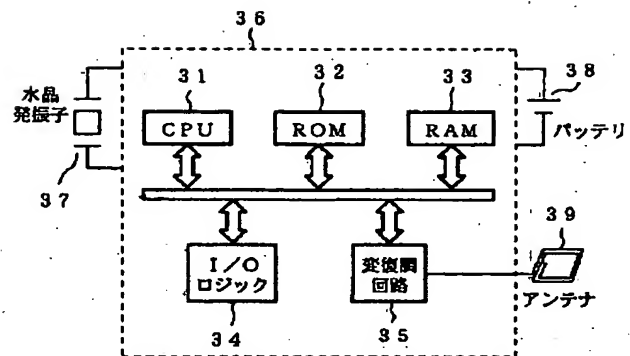 36
31
32
33
38
水晶
発振子
CPU
ROM
RAM
バッテリ
37
39
I/O
ロジック
変復調
回路
アンテナ
34
35